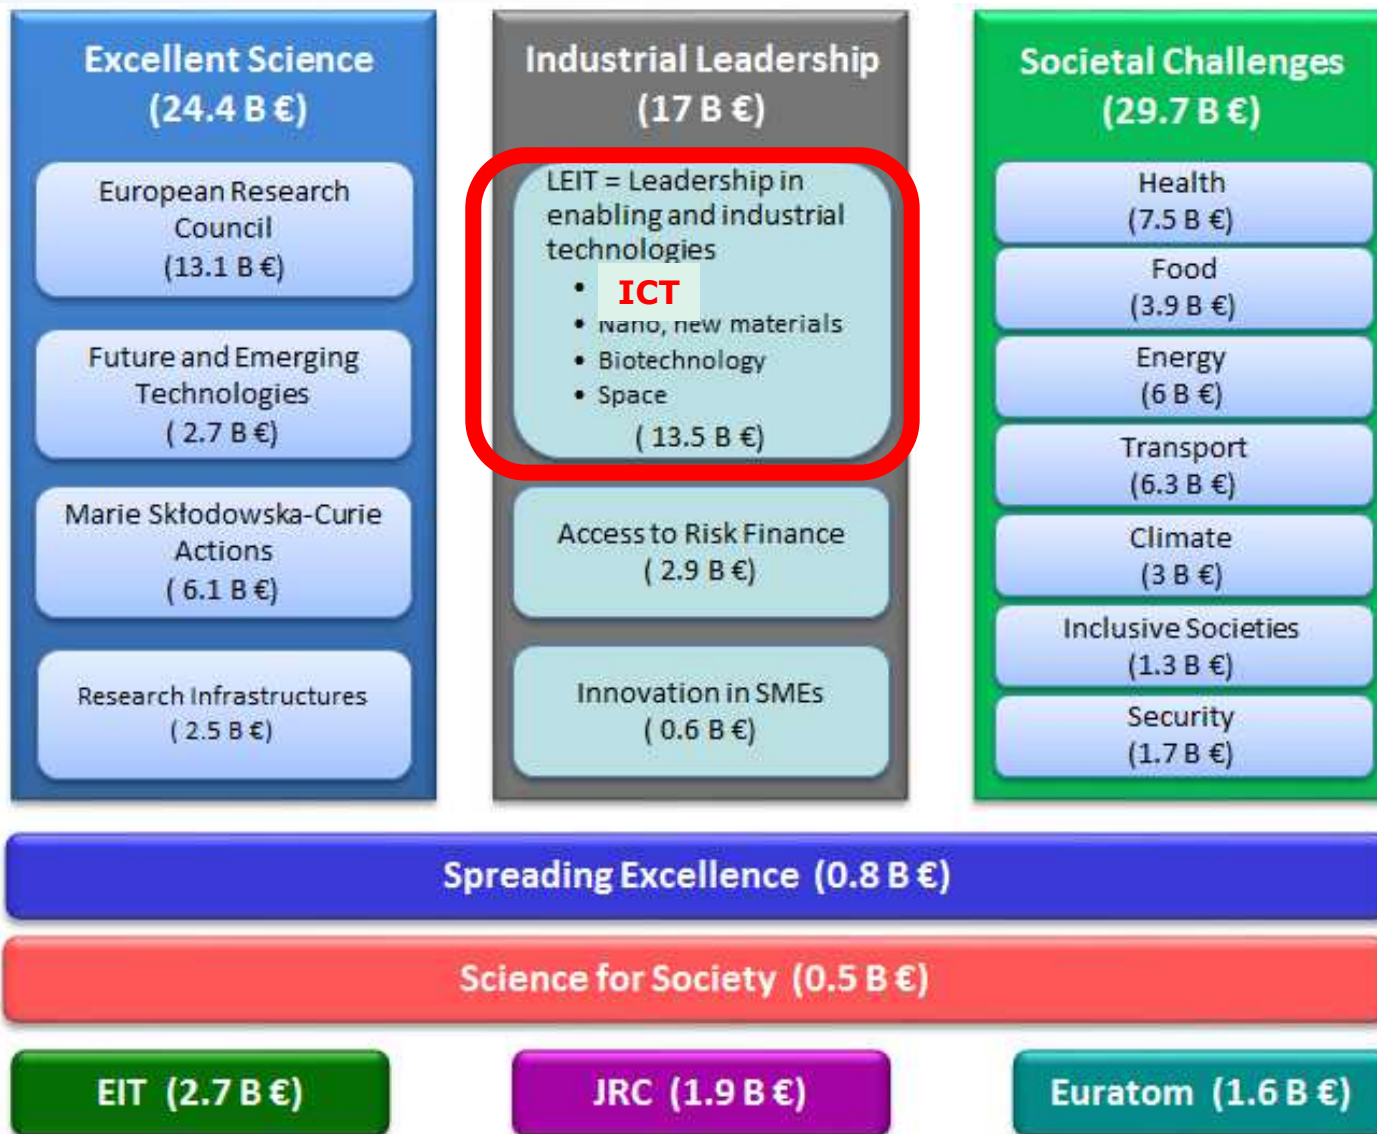 Excellent Science
(24.4 B €)
European Research
Council
(13.1 B €)
Future and Emerging
Technologies
( 2.7 B €)
Marie Skłodowska-Curie
Actions
( 6.1 B €)
Research Infrastructures
( 2.5 B €)
Industrial Leadership
(17 B €)
LEIT = Leadership in
enabling and industrial
technologies
• ICT
• Nano, new materials
• Biotechnology
• Space
( 13.5 B €)
Access to Risk Finance
( 2.9 B €)
Innovation in SMEs
( 0.6 B €)
Societal Challenges
(29.7 B €)
Health
(7.5 B €)
Food
(3.9 B €)
Energy
(6 B €)
Transport
(6.3 B €)
Climate
(3 B €)
Inclusive Societies
(1.3 B €)
Security
(1.7 B €)
Spreading Excellence (0.8 B €)
Science for Society (0.5 B €)
EIT (2.7 B €)
JRC (1.9 B €)
Euratom (1.6 B €)